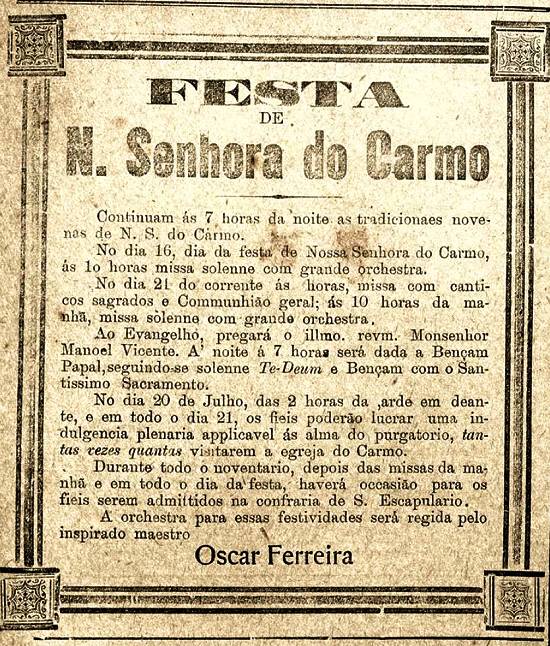 FESTA
DE
N. Senhora do Carmo
Continuam ás 7 horas da noite as tradicionaes nove-
nas de N. S. do Carmo.
No dia 16, dia da festa de Nossa Senhora do Carmo,
ás 1o horas missa solenne com grande orchestra.
No dia 21 do corrente ás horas, missa com canti-
cos sagrados e Communhião geral; ás 10 horas da ma-
nhã, missa solenne com grande orchestra.
Ao Evangelho, pregará o illmo. revm. Monsenhor
Manoel Vicente. A' noite á 7 horas será dada a Bençam
Papal, seguindo-se solenne Te-Deum e Bençam com o San-
tissimo Sacramento.
No dia 20 de Julho, das 2 horas da ,arde em dean-
te, e em todo o dia 21, os fieis poderão lucrar uma in-
dulgencia plenaria applicavel ás alma do purgatorio, tan-
tas vezes quantas visitarem a egreja do Carmo.
Durante todo o noventario, depois das missas da ma-
nhã e em todo o dia da festa, haverá occasião para os
fieis serem admittidos na confraria de S. Escapnlario.
A orchestra para essas festividades será regida pelo
inspirado maestro
Oscar Ferreira